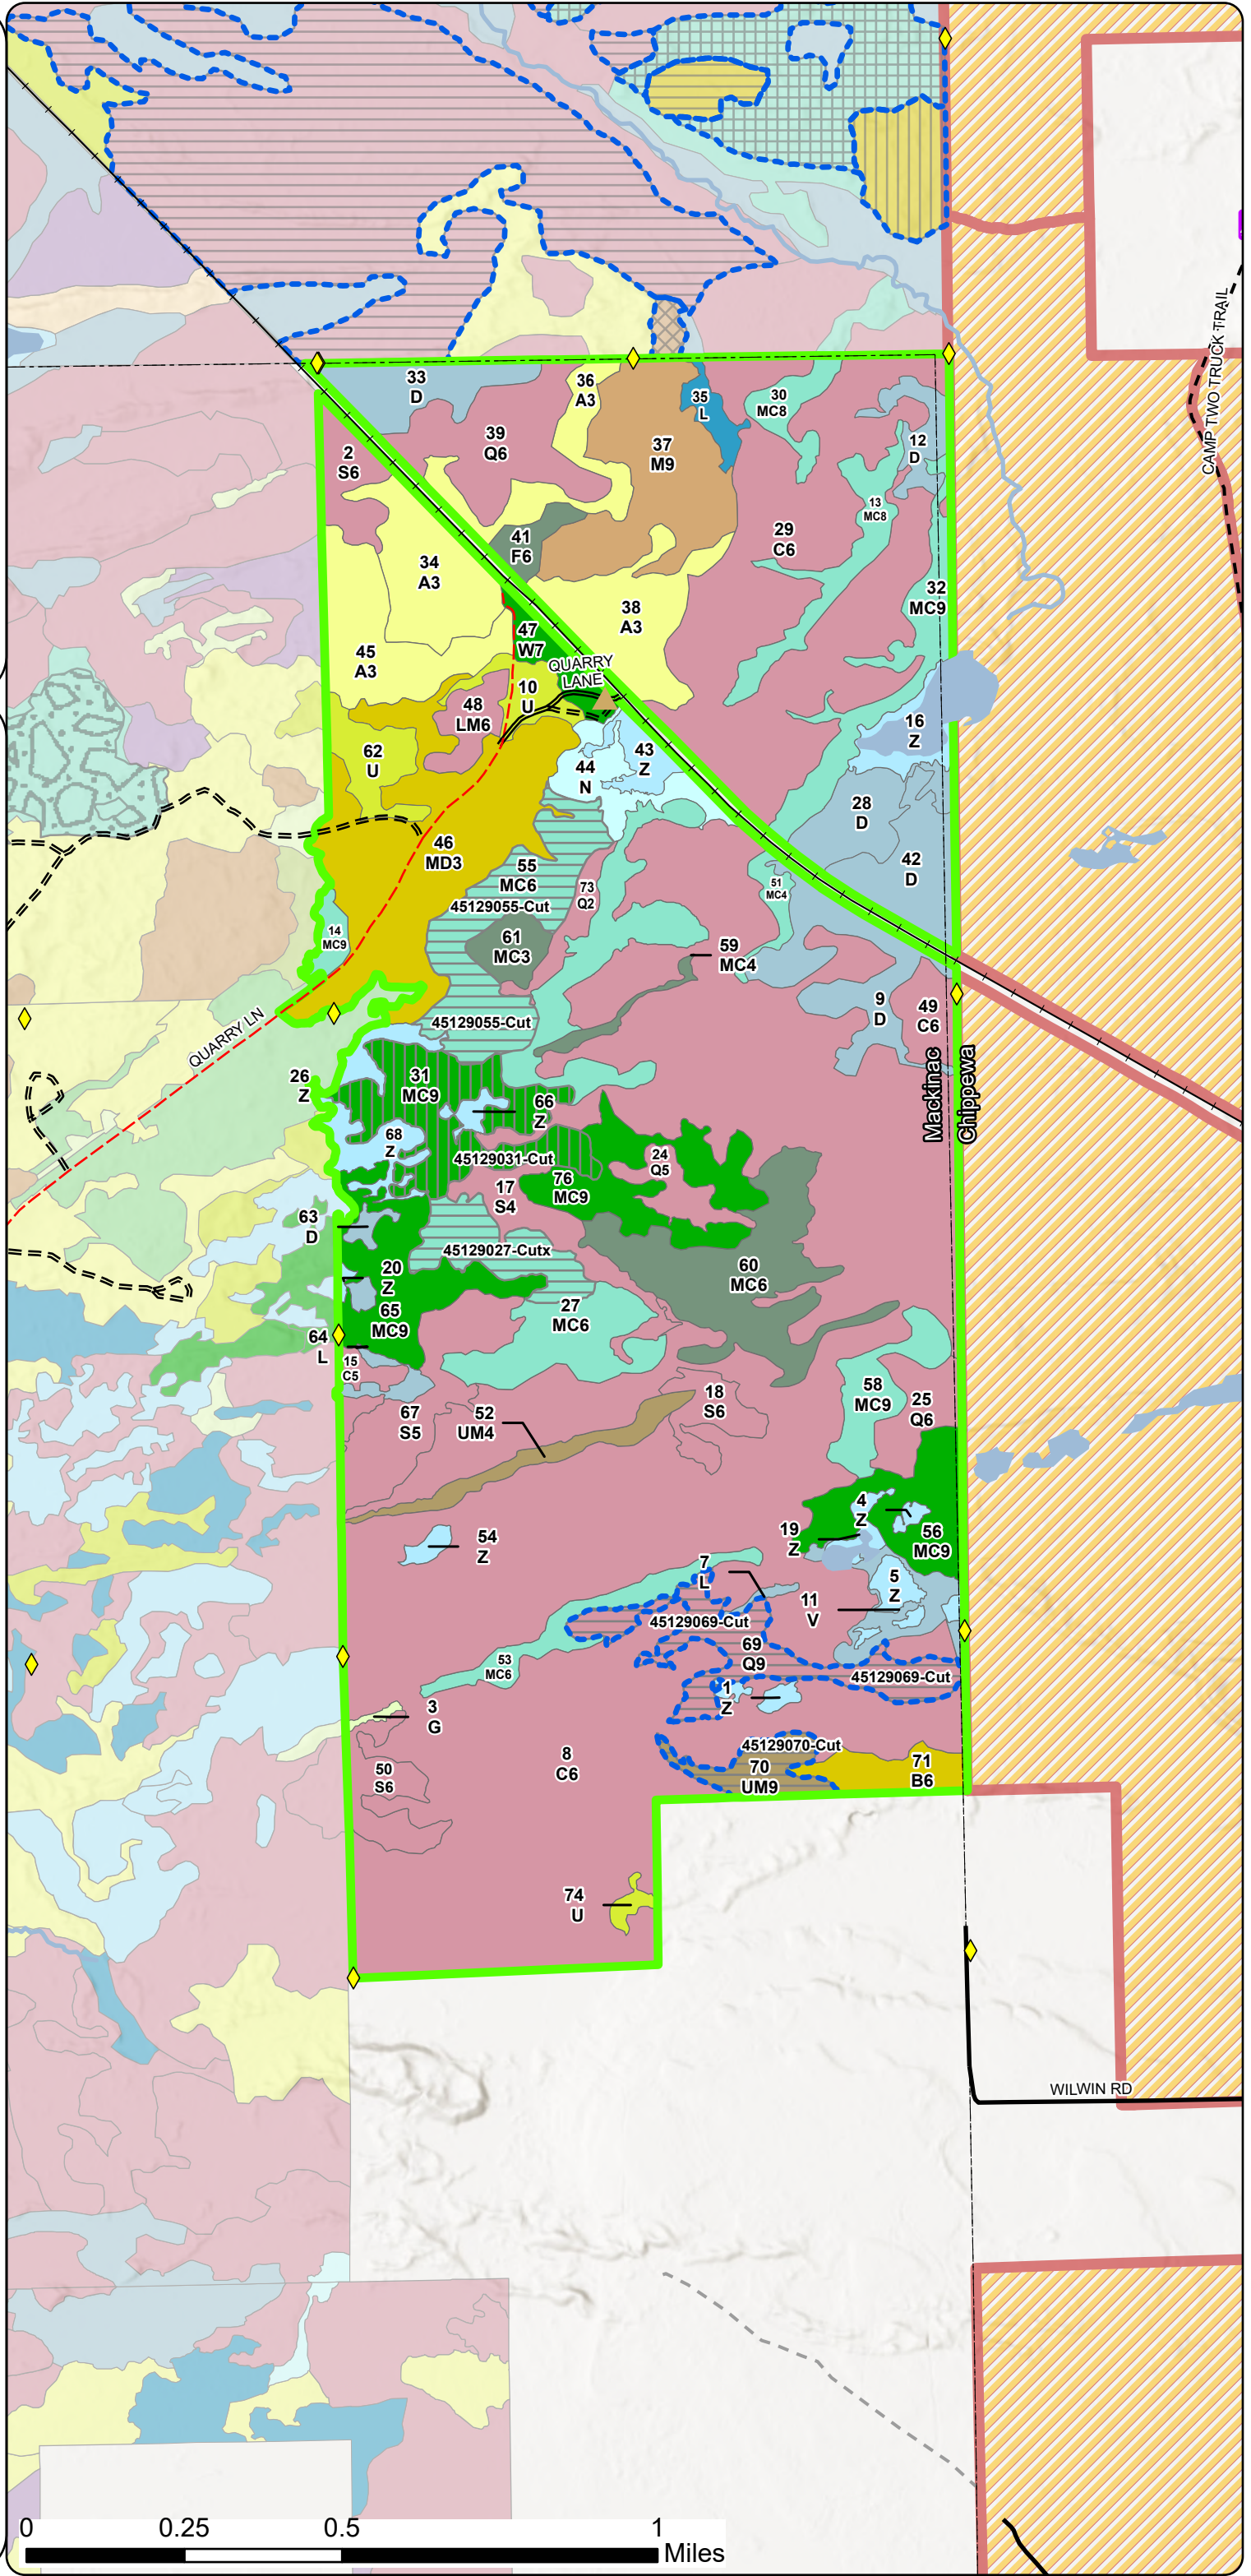 33
D
36
A3
35
L
30
MC8
39
Q6
37
M9
2
S6
12
D
13
MC8
41
F6
29
C6
34
A3
32
MC9
38
A3
47
W7
45
A3
QUARRY
LANE
10
U
48
LM6
16
Z
43
Z
62
U
44
N
28
D
46
MD3
42
D
55
MC6
73
Q2
51
MC4
45129055-Cut
14
MC9
61
MC3
59
MC4
9
D
49
C6
45129055-Cut
QUARRY LN
CAMP TWO TRUCK TRAIL
Mackinac
Chippewa
26
Z
31
MC9
66
Z
68
Z
45129031-Cut
24
Q5
17
S4
76
MC9
63
D
45129027-Cutx
20
Z
60
MC6
65
MC9
27
MC6
64
L
15
C5
67
S5
52
UM4
18
S6
58
MC9
25
Q6
4
Z
19
Z
56
MC9
54
Z
7
L
5
Z
11
V
45129069-Cut
69
Q9
53
MC6
45129069-Cut
1
Z
3
G
45129070-Cut
8
C6
50
S6
70
UM9
71
B6
74
U
WILWIN RD
0 0.25 0.5 1
Miles